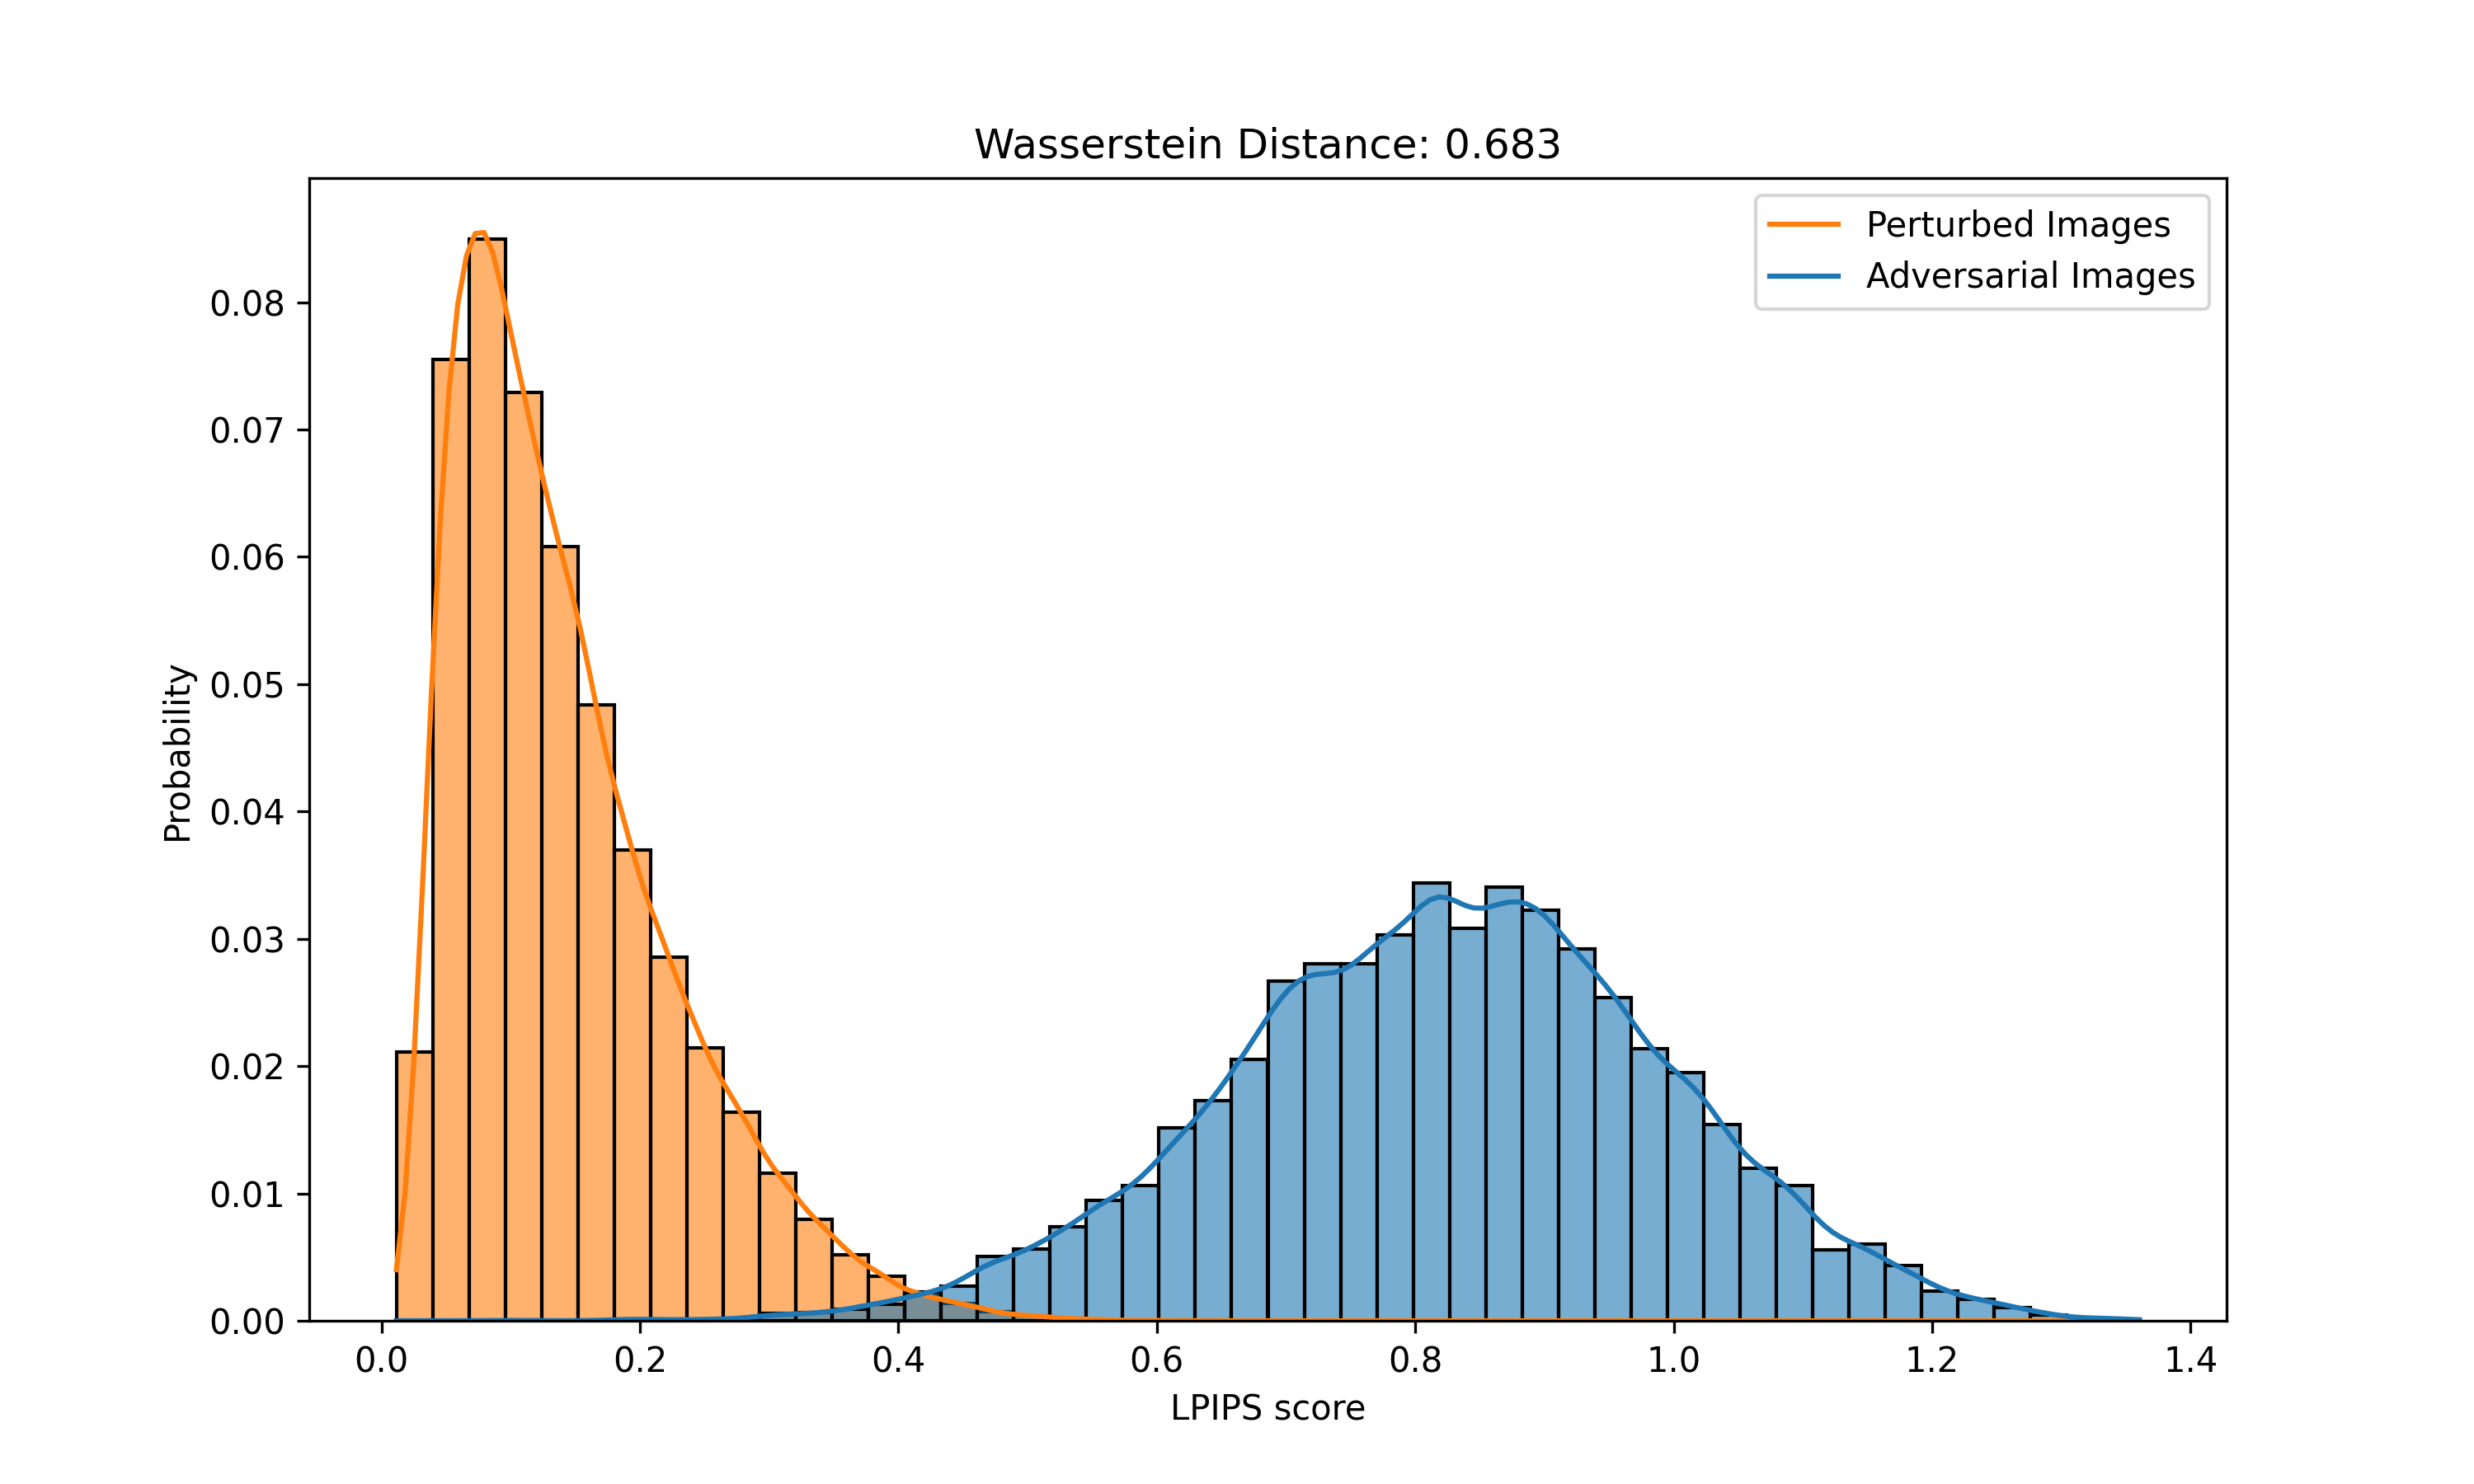 Wasserstein Distance: 0.683
Perturbed Images
Adversarial Images
0.08
0.07
0.06
0.05
0.04
0.03
0.02
0.01
0.00
Probability
0.0 0.2 0.4 0.6 0.8 1.0 1.2 1.4
LPIPS score